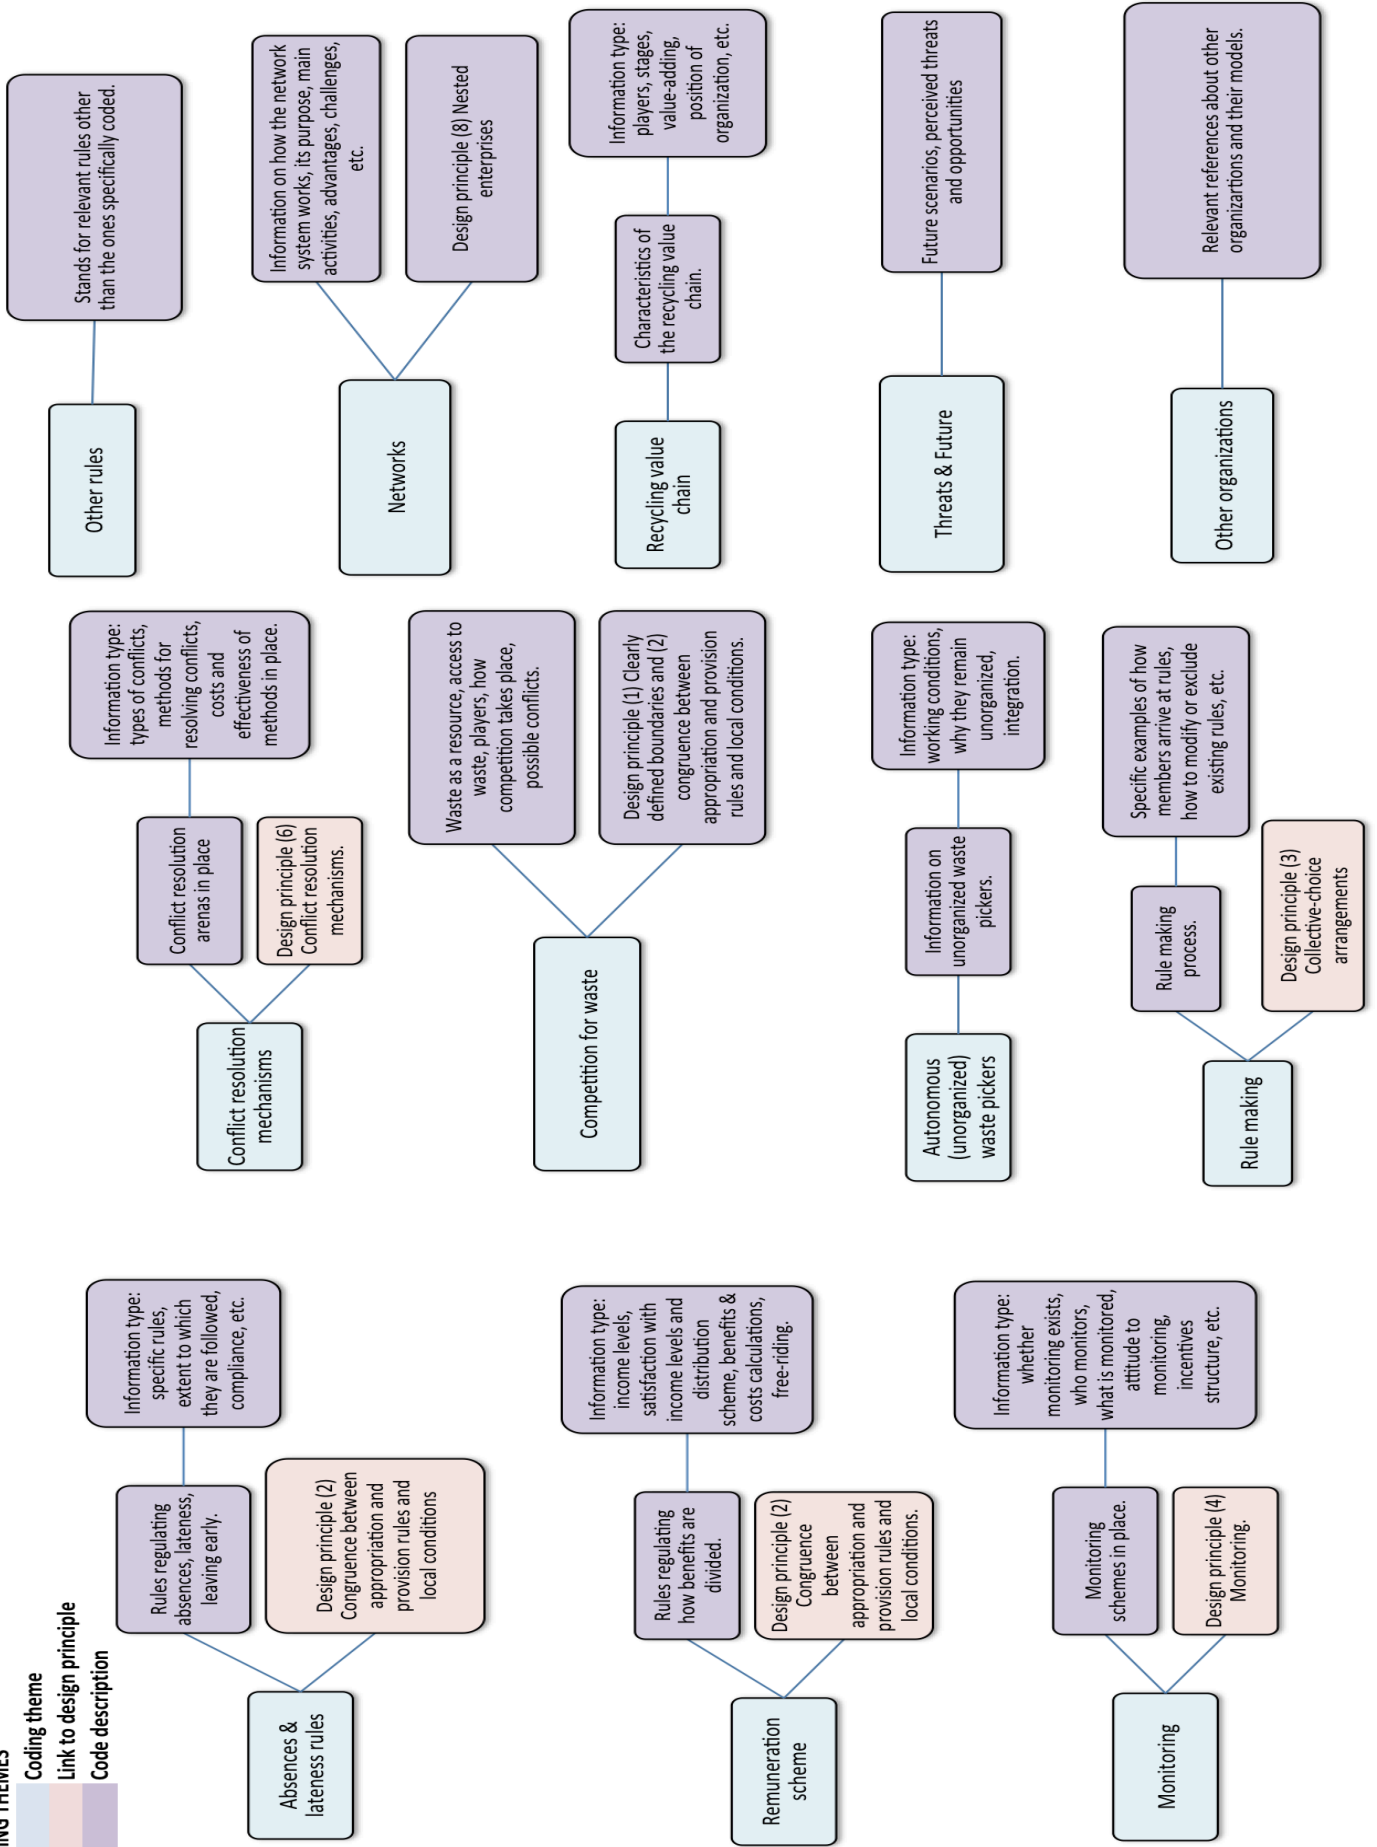 NG THEMES
Coding theme
Link to design principle
Code description
Absences &
lateness rules
Rules regulating
absences, lateness,
leaving early.
Information type:
specific rules,
extent to which
they are followed,
compliance, etc.
Design principle (2)
Congruence between
appropriation and
provision rules and
local conditions
Remuneration
scheme
Rules regulating
how benefits are
divided.
Information type:
income levels,
satisfaction with
income levels and
distribution
scheme, benefits &
costs calculations,
free-riding.
Design principle (2)
Congruence
between
appropriation and
provision rules and
local conditions.
Monitoring
Monitoring
schemes in place.
Information type:
whether
monitoring exists,
who monitors,
what is monitored,
attitude to
monitoring,
incentives
structure, etc.
Design principle (4)
Monitoring.
Conflict resolution
mechanisms
Conflict resolution
arenas in place
Information type:
types of conflicts,
methods for
resolving conflicts,
costs and
effectiveness of
methods in place.
Design principle (6)
Conflict resolution
mechanisms.
Competition for waste
Waste as a resource, access to
waste, players, how
competition takes place,
possible conflicts.
Design principle (1) Clearly
defined boundaries and (2)
congruence between
appropriation and provision
rules and local conditions.
Autonomous
(unorganized)
waste pickers
Information on
unorganized waste
pickers.
Information type:
working conditions,
why they remain
unorganized,
integration.
Rule making
Rule making
process.
Specific examples of how
members arrive at rules,
how to modify or exclude
existing rules, etc.
Design principle (3)
Collective-choice
arrangements
Other rules
Stands for relevant rules other
than the ones specifically coded.
Networks
Information on how the network
system works, its purpose, main
activities, advantages, challenges,
etc.
Design principle (8) Nested
enterprises
Recycling value
chain
Characteristics of
the recycling value
chain.
Information type:
players, stages,
value-adding,
position of
organization, etc.
Threats & Future
Future scenarios, perceived threats
and opportunities
Other organizations
Relevant references about other
organizartions and their models.